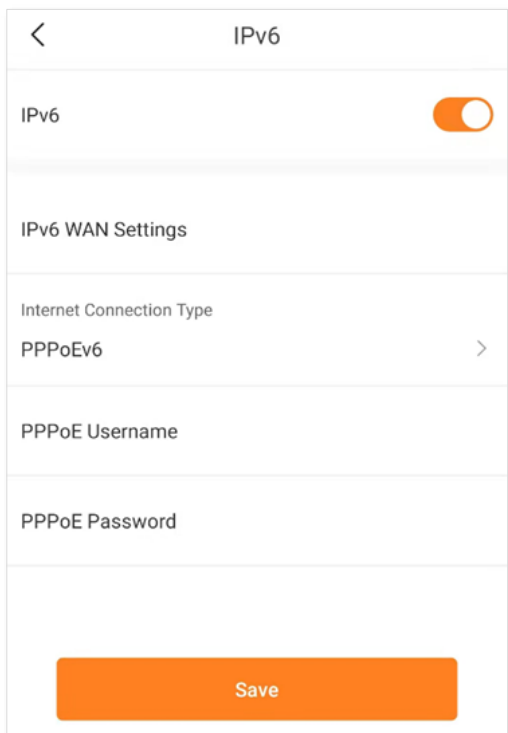 IPv6
IPv6
IPv6 WAN Settings
Internet Connection Type
PPPoEv6
PPPoE Username
PPPoE Password
Save